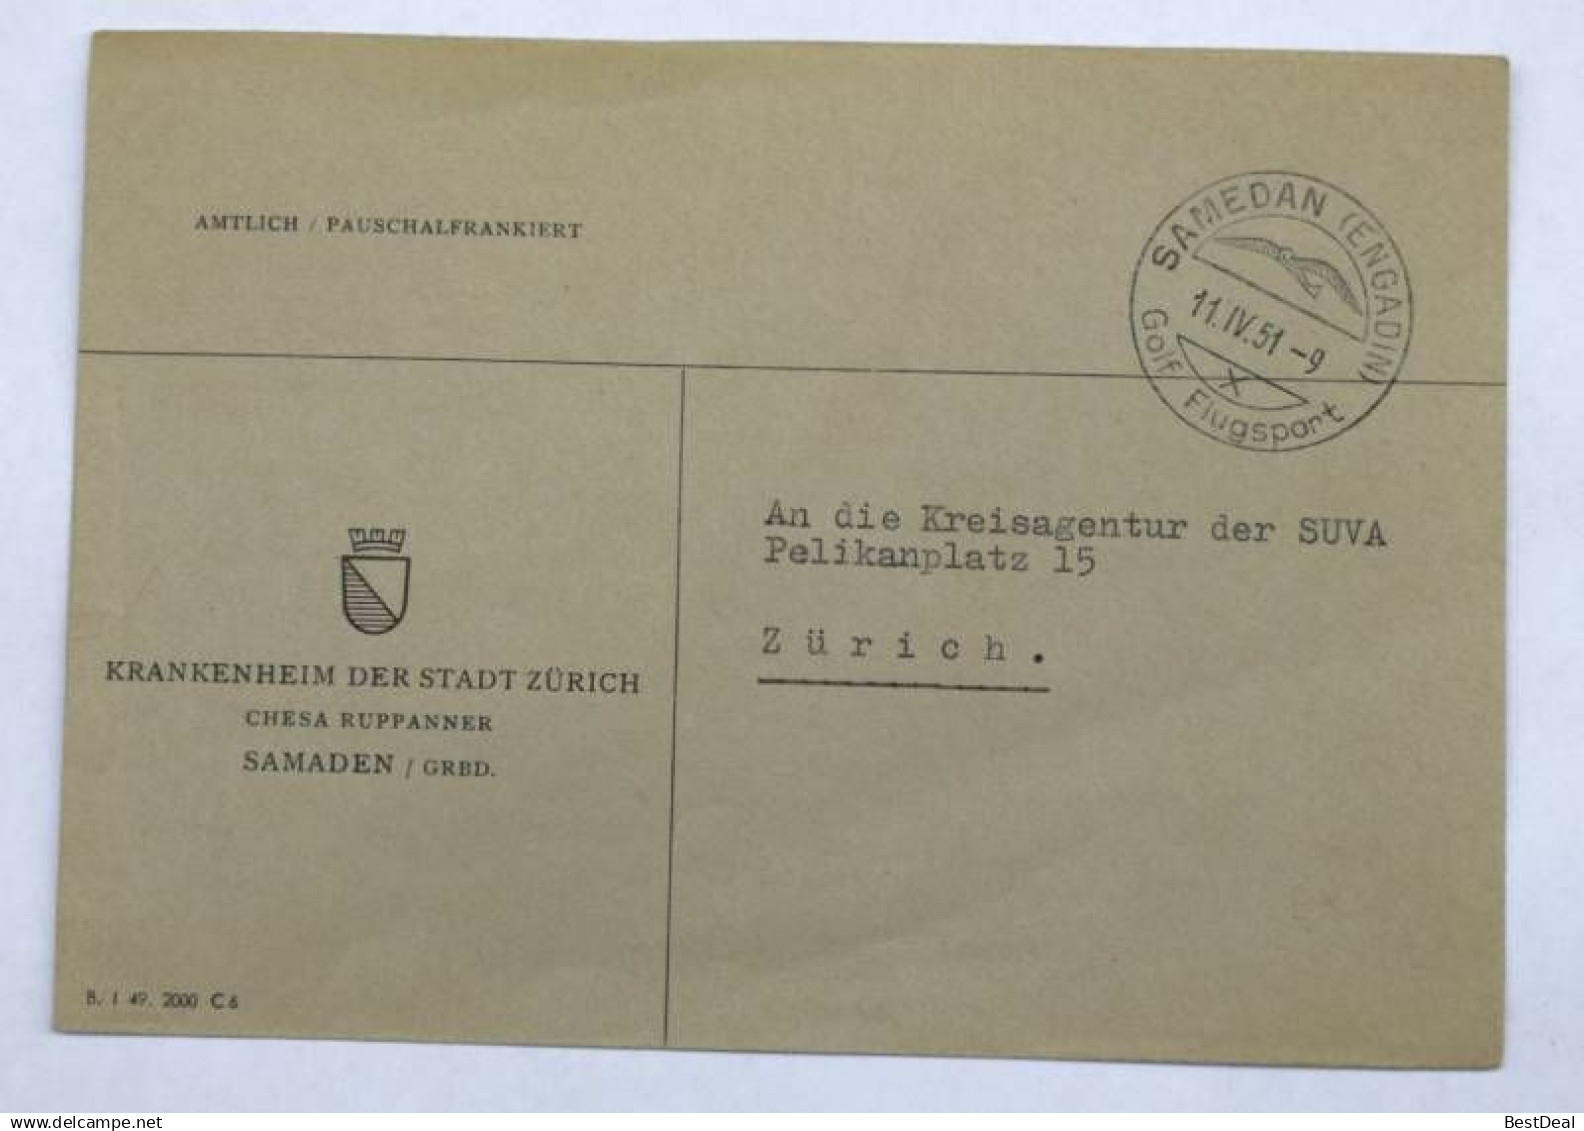 AMTLICH / PAUSCHALFRANKIERT
SAMEDAN (ENGADIN)
11.IV.51 -9
Golf Flugsport
An die Kreisagentur der SUVA
Pelikanplatz 15
Zürich.
KRANKENHEIM DER STADT ZÜRICH
CHESA RUPPANNER
SAMADEN / GRBD.
B. I 49. 2000 C 6
www.delcampe.net
BestDeal